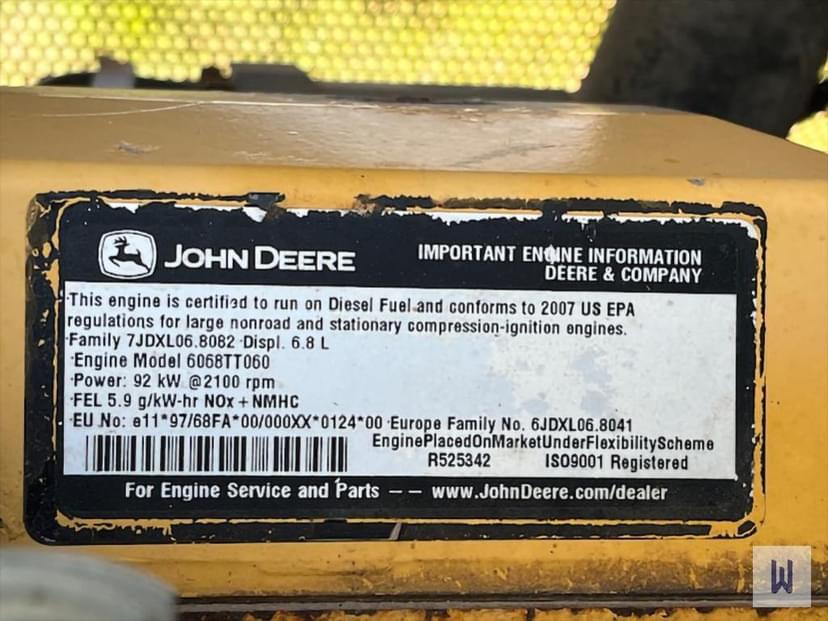 JOHN DEERE
IMPORTANT ENGINE INFORMATION
DEERE & COMPANY
·This engine is certified to run on Diesel Fuel and conforms to 2007 US EPA
regulations for large nonroad and stationary compression-ignition engines.
·Family 7JDXL06.8082 Displ. 6.8 L
·Engine Model 6068TT060
·Power: 92 kW @2100 rpm
·FEL 5.9 g/kW-hr NOx + NMHC
·EU No: e11*97/68FA*00/000XX*0124*00 ·Europe Family No. 6JDXL06.8041
EnginePlacedOnMarketUnderFlexibilityScheme
R525342 ISO9001 Registered
For Engine Service and Parts – – www.JohnDeere.com/dealer
W